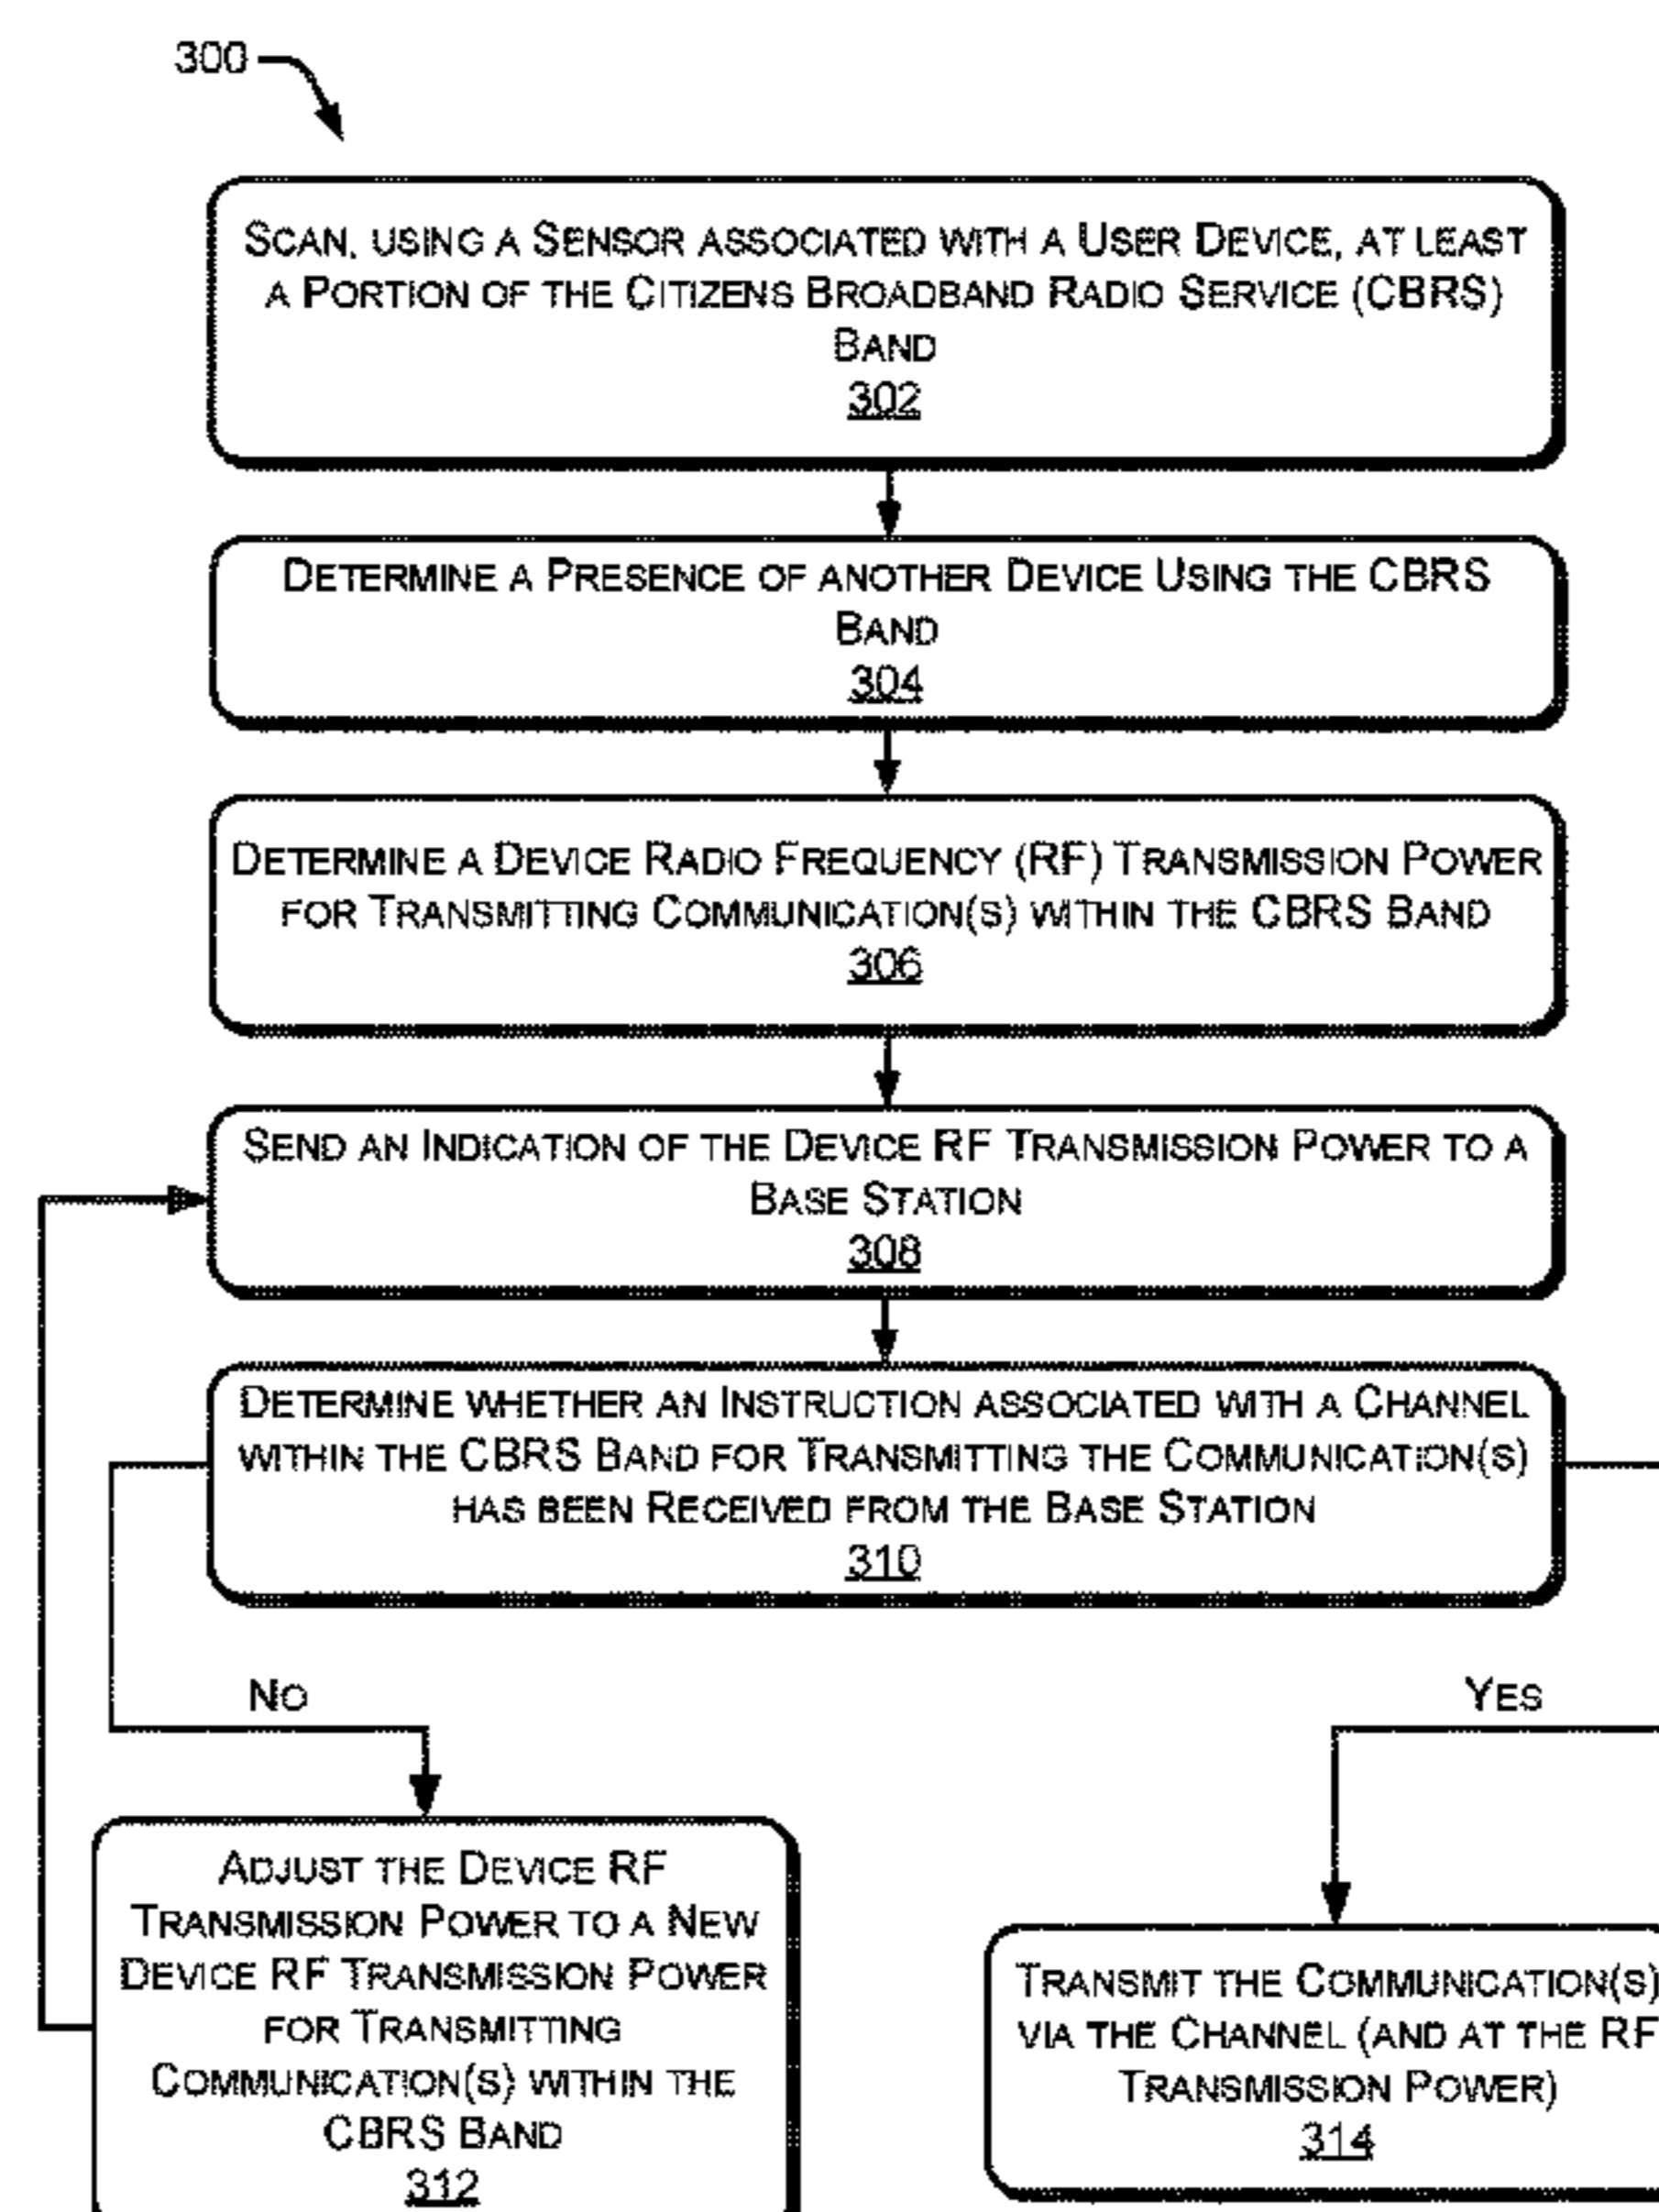 300
SCAN, USING A SENSOR ASSOCIATED WITH A USER DEVICE, AT LEAST
A PORTION OF THE CITIZENS BROADBAND RADIO SERVICE (CBRS)
BAND
302
DETERMINE A PRESENCE OF ANOTHER DEVICE USING THE CBRS
BAND
304
DETERMINE A DEVICE RADIO FREQUENCY (RF) TRANSMISSION POWER
FOR TRANSMITTING COMMUNICATION(S) WITHIN THE CBRS BAND
306
SEND AN INDICATION OF THE DEVICE RF TRANSMISSION POWER TO A
BASE STATION
308
DETERMINE WHETHER AN INSTRUCTION ASSOCIATED WITH A CHANNEL
WITHIN THE CBRS BAND FOR TRANSMITTING THE COMMUNICATION(S)
HAS BEEN RECEIVED FROM THE BASE STATION
310
NO
YES
ADJUST THE DEVICE RF
TRANSMISSION POWER TO A NEW
DEVICE RF TRANSMISSION POWER
FOR TRANSMITTING
COMMUNICATION(S) WITHIN THE
CBRS BAND
312
TRANSMIT THE COMMUNICATION(S)
VIA THE CHANNEL (AND AT THE RF
TRANSMISSION POWER)
314